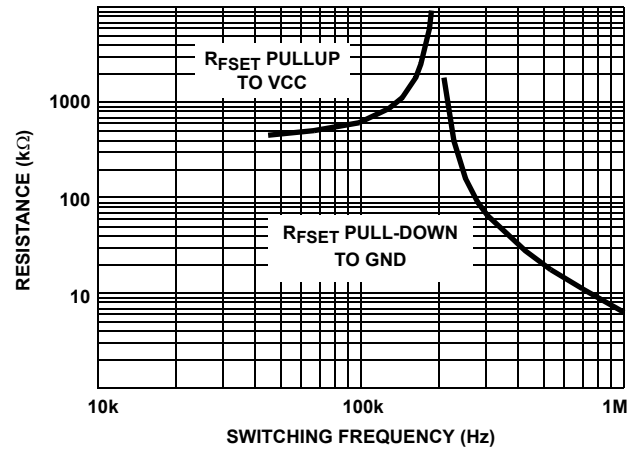 RFSET PULLUP
TO VCC
1000
RESISTANCE (kΩ)
100
RFSET PULL-DOWN
TO GND
10
10k 100k 1M
SWITCHING FREQUENCY (Hz)